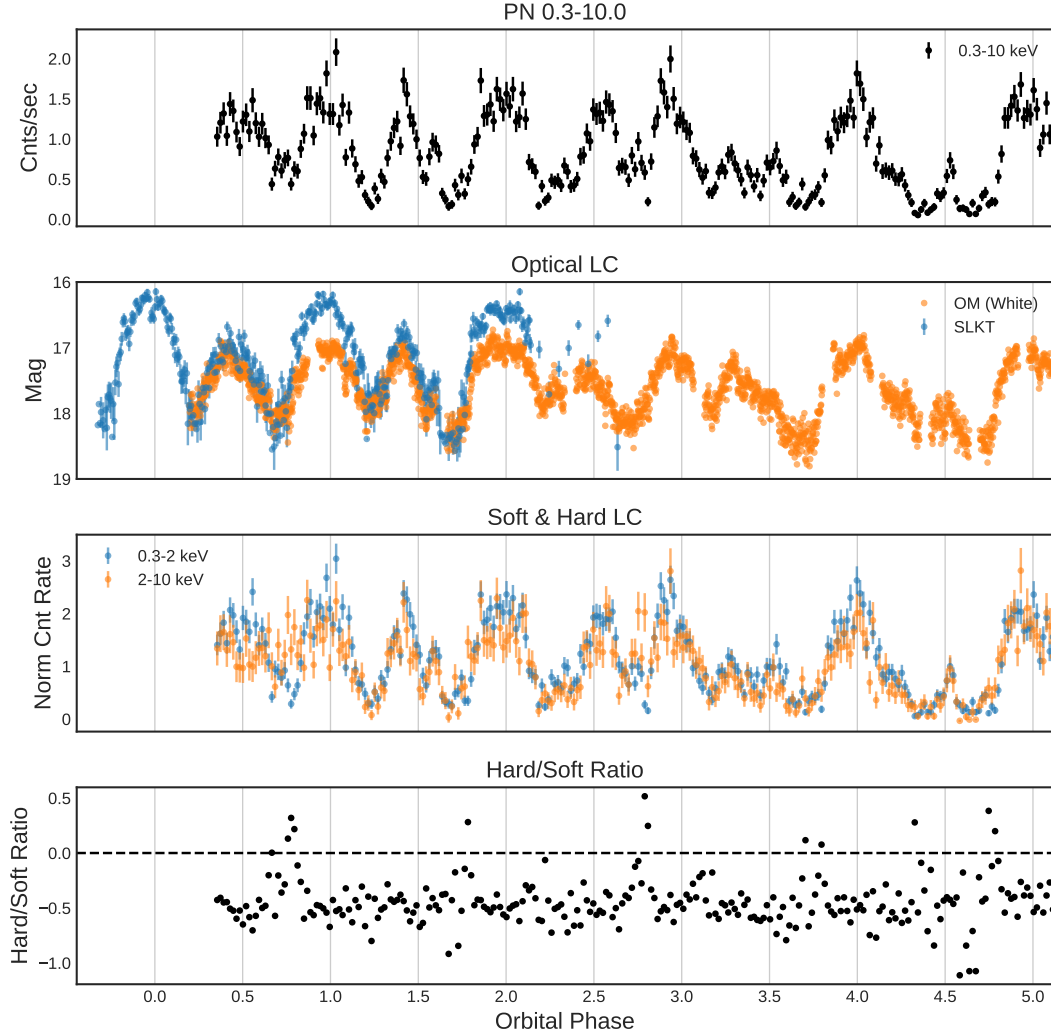 PN 0.3-10.0
Cnts/sec
2.0
1.5
1.0
0.5
0.0
0.3-10 keV
Optical LC
Mag
16
17
18
19
OM (White)
SLKT
Soft & Hard LC
Norm Cnt Rate
3
2
1
0
0.3-2 keV
2-10 keV
Hard/Soft Ratio
Hard/Soft Ratio
0.5
0.0
−0.5
−1.0
0.0 0.5 1.0 1.5 2.0 2.5 3.0 3.5 4.0 4.5 5.0
Orbital Phase